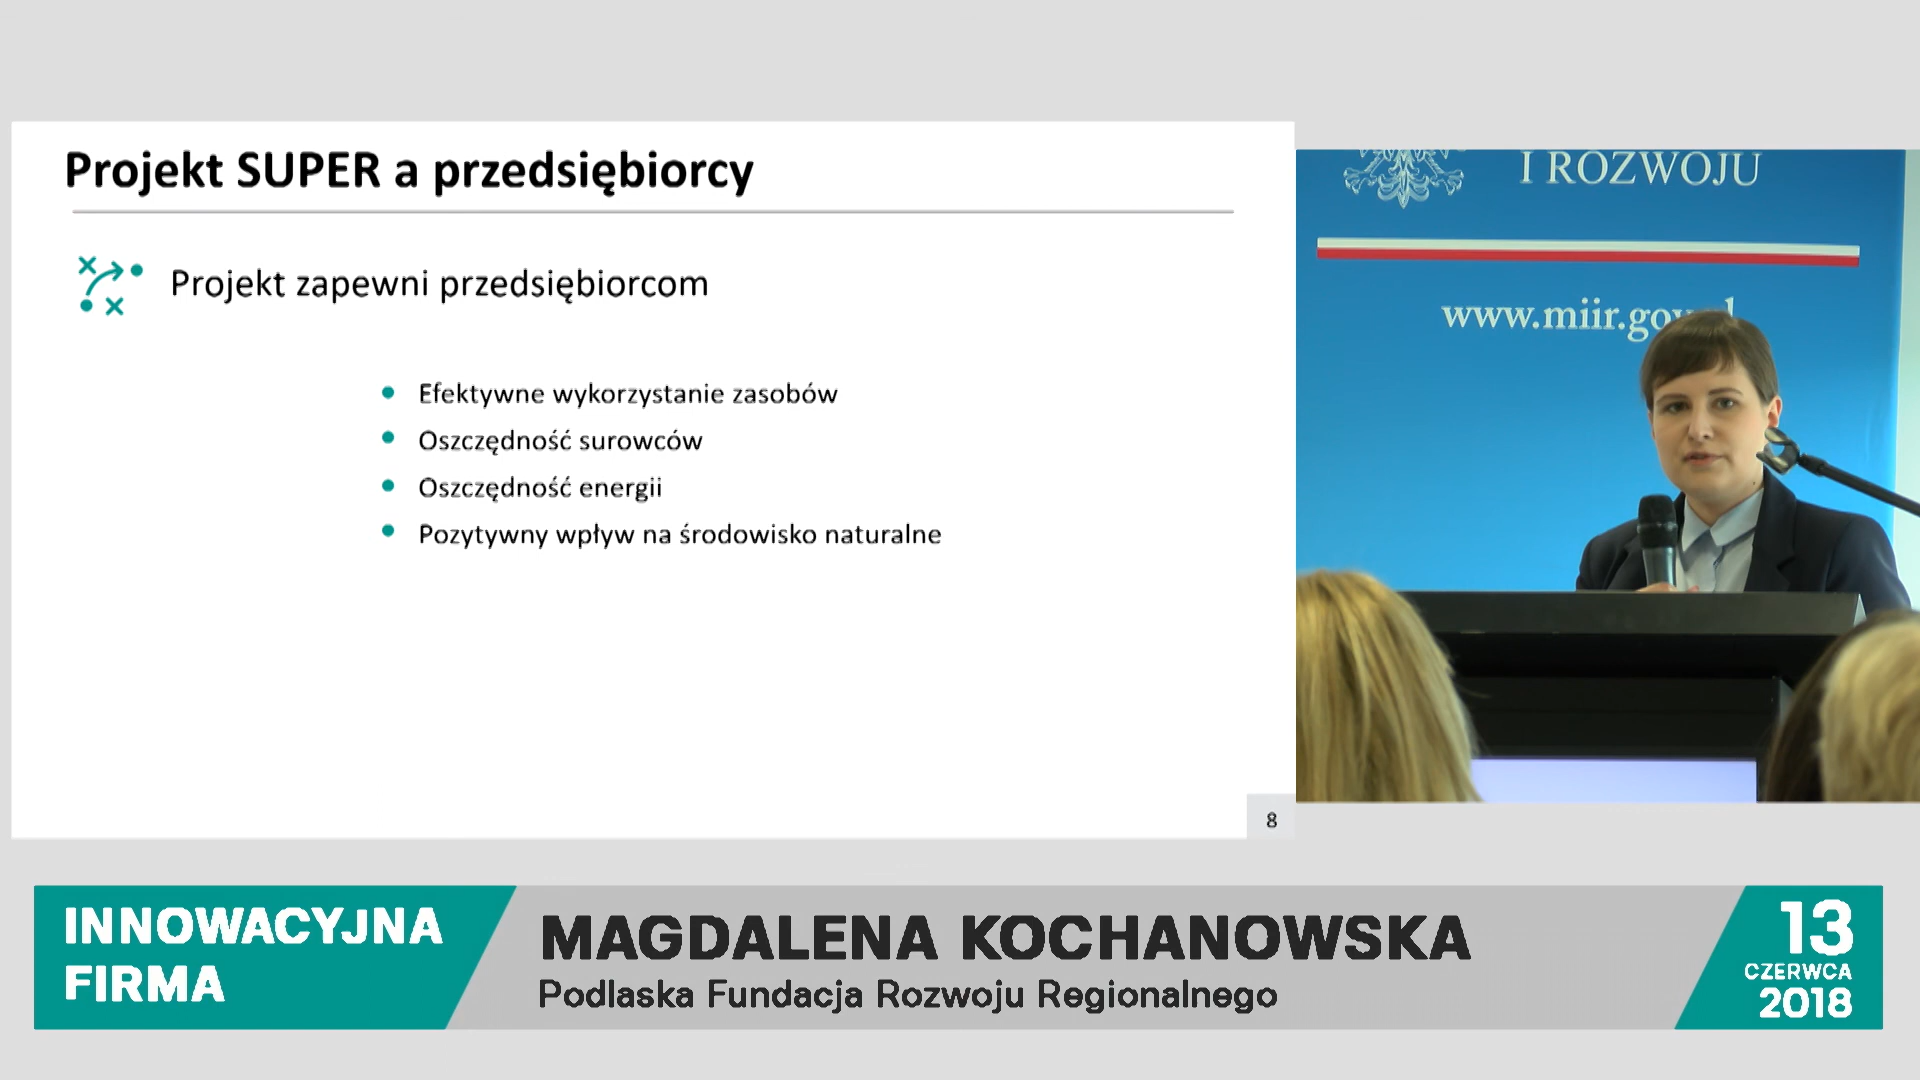 Projekt SUPER a przedsiębiorcy
Projekt zapewni przedsiębiorcom
Efektywne wykorzystanie zasobów
Oszczędność surowców
Oszczędność energii
Pozytywny wpływ na środowisko naturalne
8
I ROZWOJU
www.miir.gov.pl
INNOWACYJNA
FIRMA
MAGDALENA KOCHANOWSKA
Podlaska Fundacja Rozwoju Regionalnego
13
CZERWCA
2018